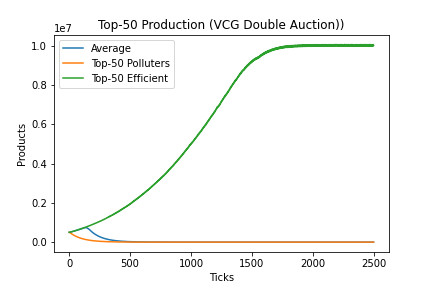 Top-50 Production (VCG Double Auction))
1e7
Average
Top-50 Polluters
Top-50 Efficient
1.0
0.8
0.6
0.4
0.2
0.0
Products
0 500 1000 1500 2000 2500
Ticks